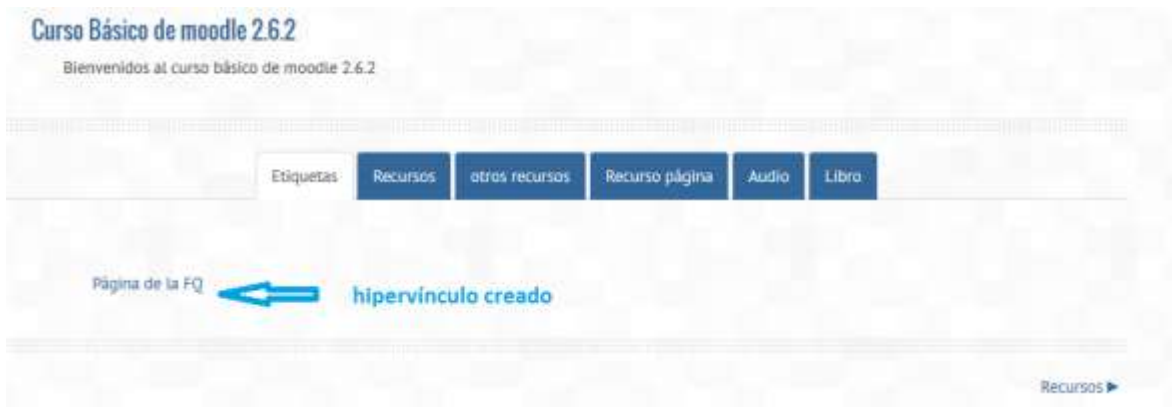 Curso Básico de moodle 2.6.2
Bienvenidos al curso básico de moodle 2.6.2
Etiquetas Recursos otros recursos Recurso página Audio Libro
Página de la FQ hipervínculo creado
Recursos ►